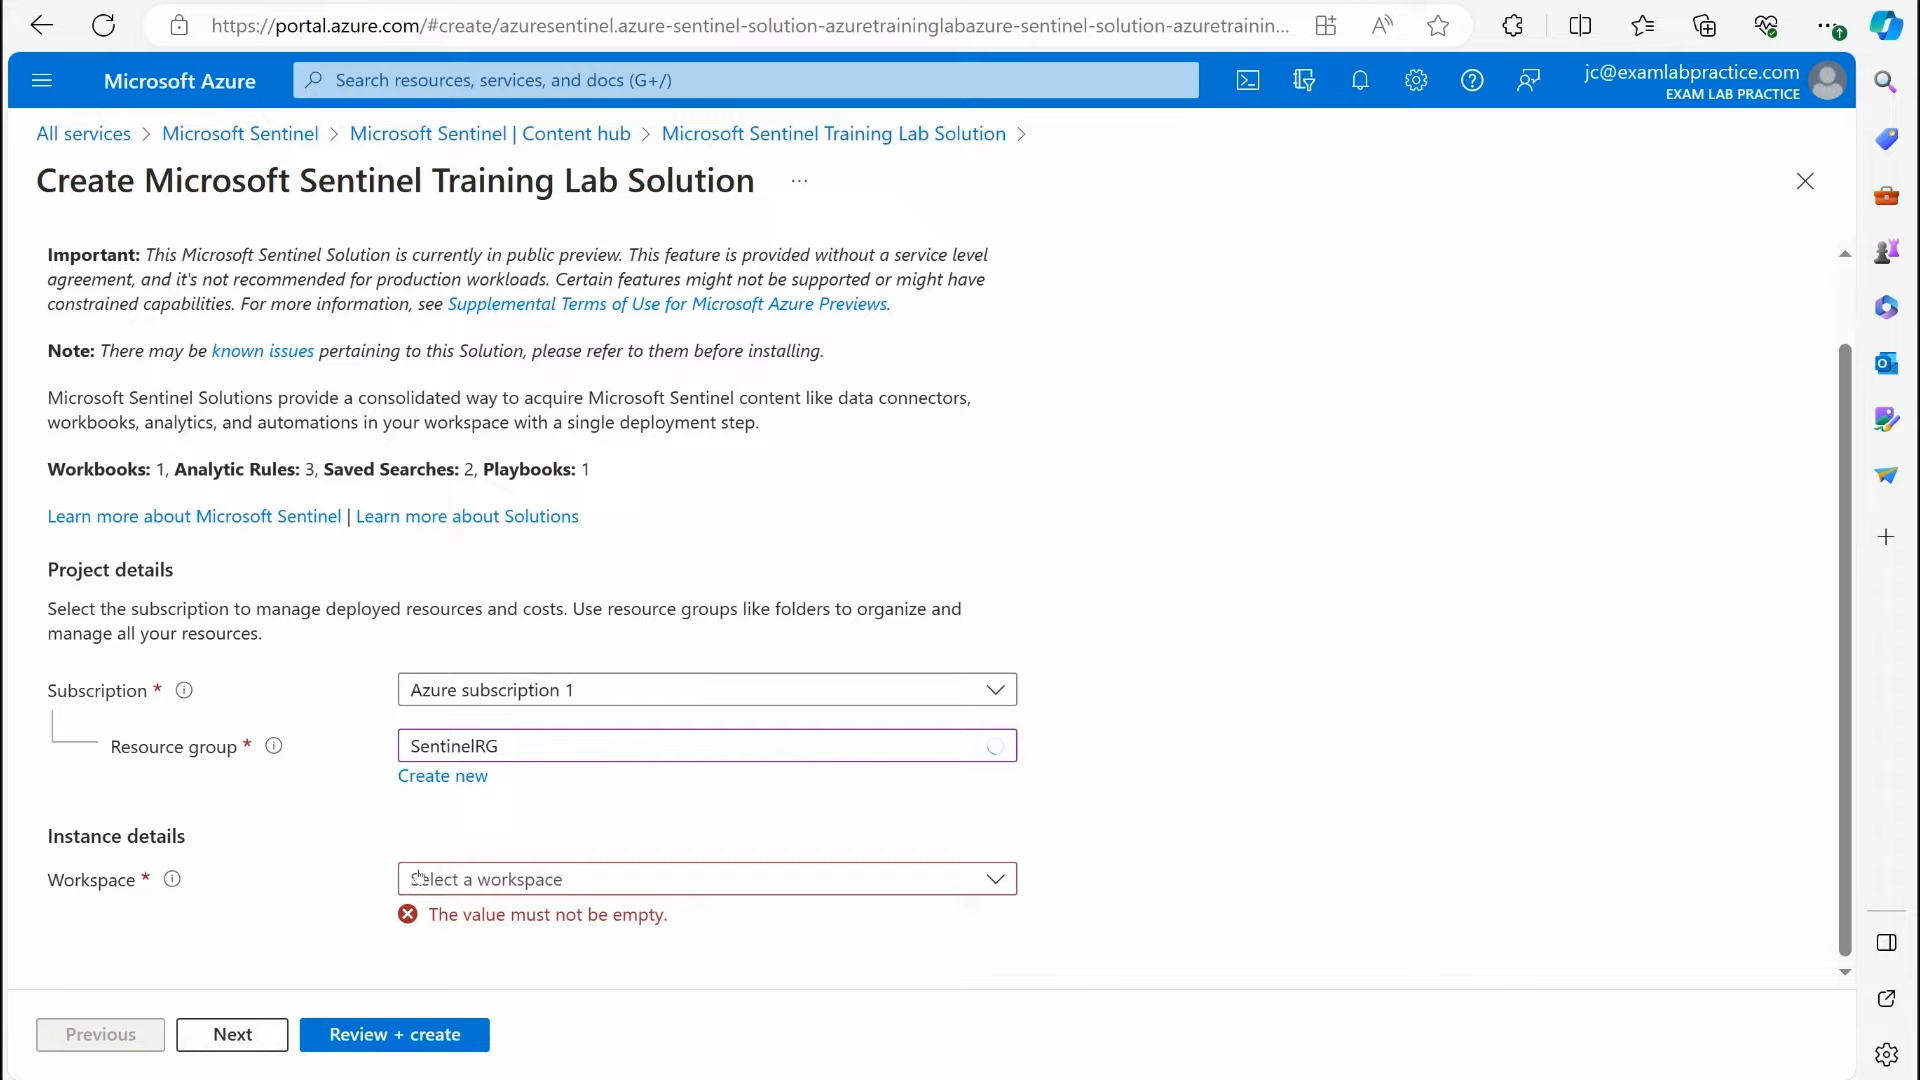 https://portal.azure.com/#create/azuresentinel.azure-sentinel-solution-azuretraininglabazure-sentinel-solution-azuretrainin...
Microsoft Azure
Search resources, services, and docs (G+/)
jc@examlabpractice.com
EXAM LAB PRACTICE
All services > Microsoft Sentinel > Microsoft Sentinel | Content hub > Microsoft Sentinel Training Lab Solution >
Create Microsoft Sentinel Training Lab Solution ...
Important: This Microsoft Sentinel Solution is currently in public preview. This feature is provided without a service level
agreement, and it's not recommended for production workloads. Certain features might not be supported or might have
constrained capabilities. For more information, see Supplemental Terms of Use for Microsoft Azure Previews.
Note: There may be known issues pertaining to this Solution, please refer to them before installing.
Microsoft Sentinel Solutions provide a consolidated way to acquire Microsoft Sentinel content like data connectors,
workbooks, analytics, and automations in your workspace with a single deployment step.
Workbooks: 1, Analytic Rules: 3, Saved Searches: 2, Playbooks: 1
Learn more about Microsoft Sentinel | Learn more about Solutions
Project details
Select the subscription to manage deployed resources and costs. Use resource groups like folders to organize and
manage all your resources.
Subscription *
Azure subscription 1
Resource group *
SentinelRG
Create new
Instance details
Workspace *
Select a workspace
The value must not be empty.
Previous
Next
Review + create